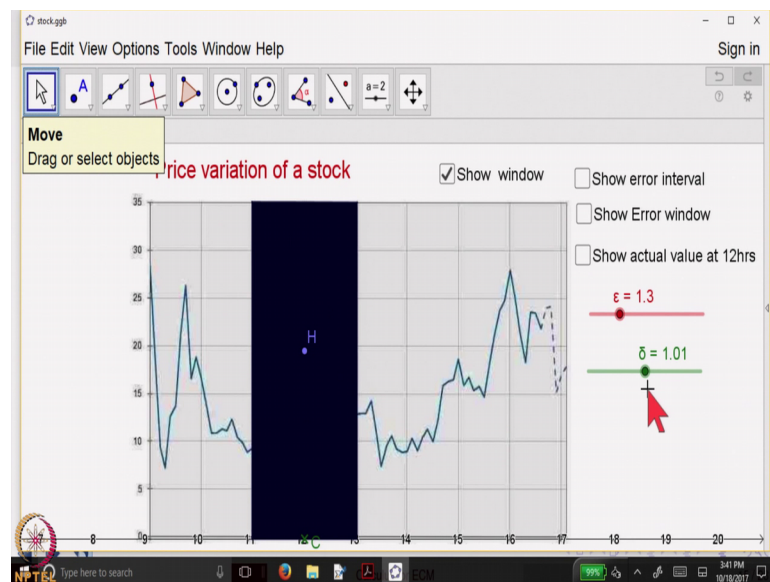 stock.ggb
File Edit View Options Tools Window Help
Sign in
A
α
a=2
Move
Drag or select objects
Price variation of a stock
Show window
Show error interval
Show Error window
Show actual value at 12hrs
ε = 1.3
δ = 1.01
35
30
25
20
15
10
5
H
C
8 9 10 11 13 14 15 16 17 18 19 20
NPTEL
Type here to search
99%
3:41 PM
10/18/2017